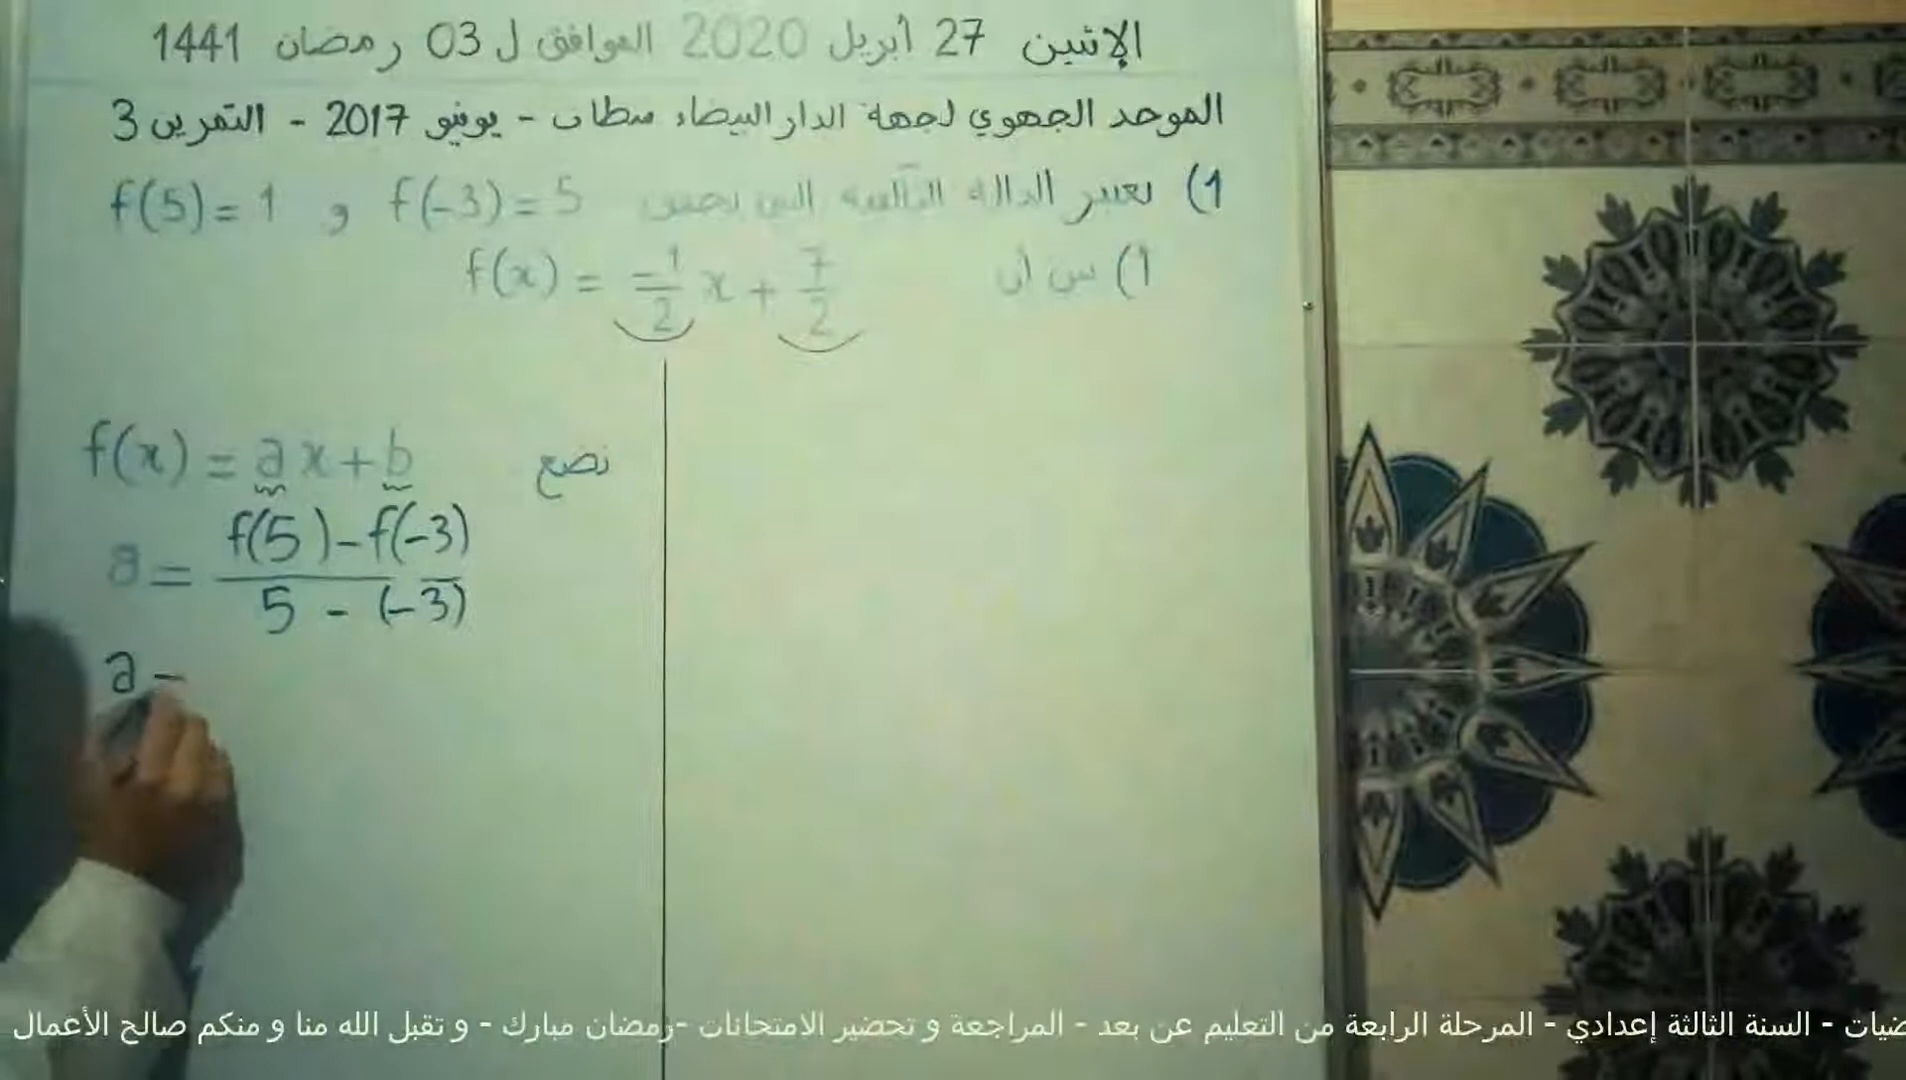 الإثنين 27 أبريل 2020 الموافق ل 03 رمضان 1441
الموحد الجهوي لجهة الدار البيضاء سطات - يونيو 2017 - التمرين 3
1) نعتبر الدالة التآلفية التي تحقق f(-3)=5 و f(5)=1
أ) بين أن f(x) = -1/2 x + 7/2
نضع f(x) = ax+b
a = f(5)-f(-3) / 5 - (-3)
a -
ضيات - السنة الثالثة إعدادي - المرحلة الرابعة من التعليم عن بعد - المراجعة و تحضير الامتحانات -رمضان مبارك - و تقبل الله منا و منكم صالح الأعمال